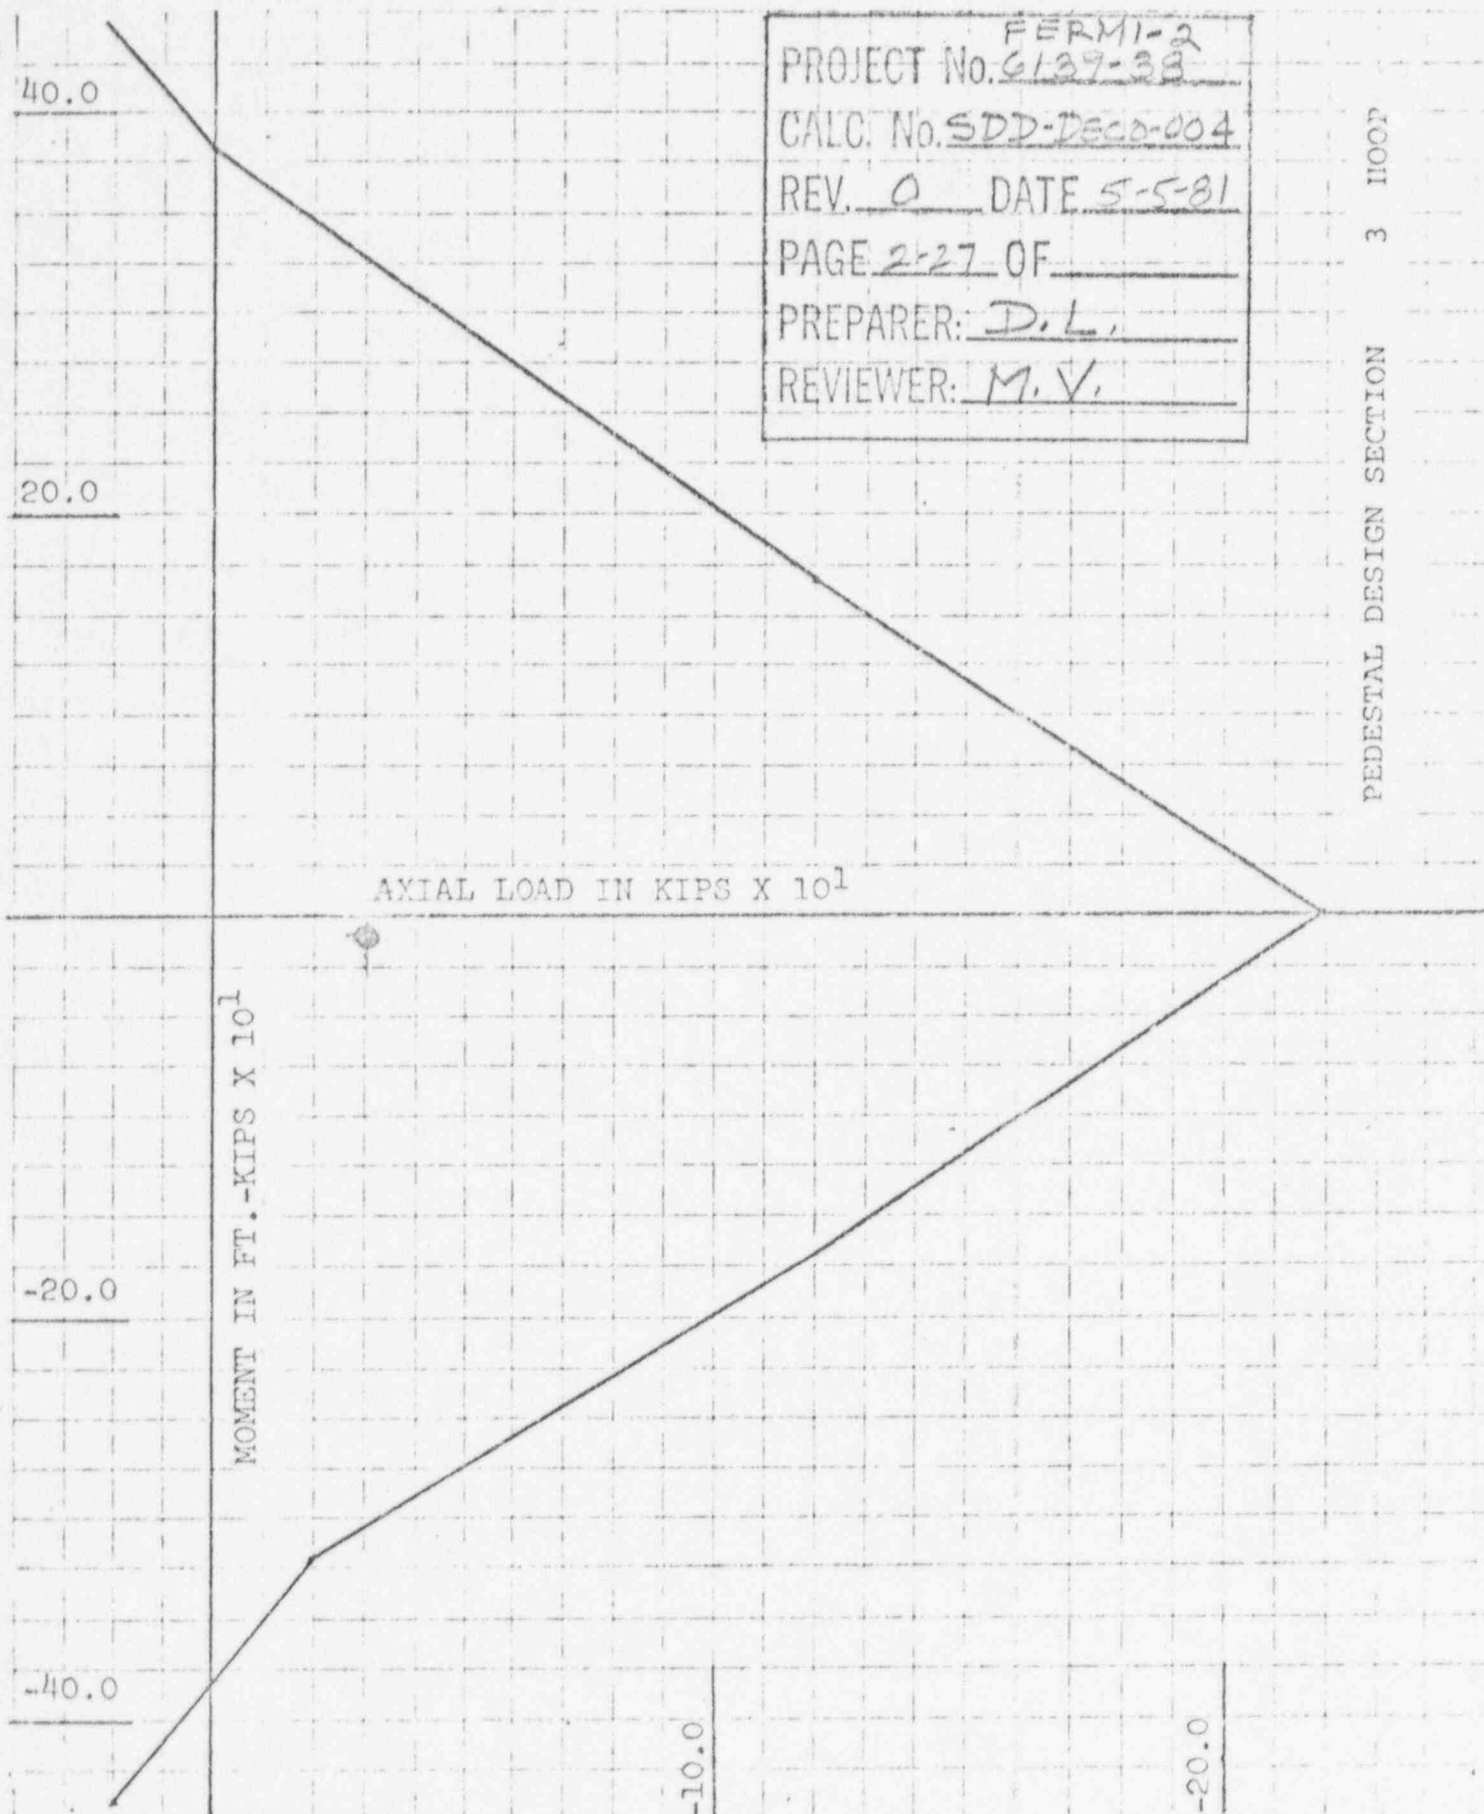 FERMI-2
PROJECT No. 6139-38
CALC. No. SDD-DECO-004
REV. 0 DATE 5-5-81
PAGE 2-27 OF
PREPARER: D.L.
REVIEWER: M.V.
40.0
20.0
-20.0
-40.0
AXIAL LOAD IN KIPS X 10¹
MOMENT IN FT.-KIPS X 10¹
-10.0
-20.0
PEDESTAL DESIGN SECTION 3 HOOP